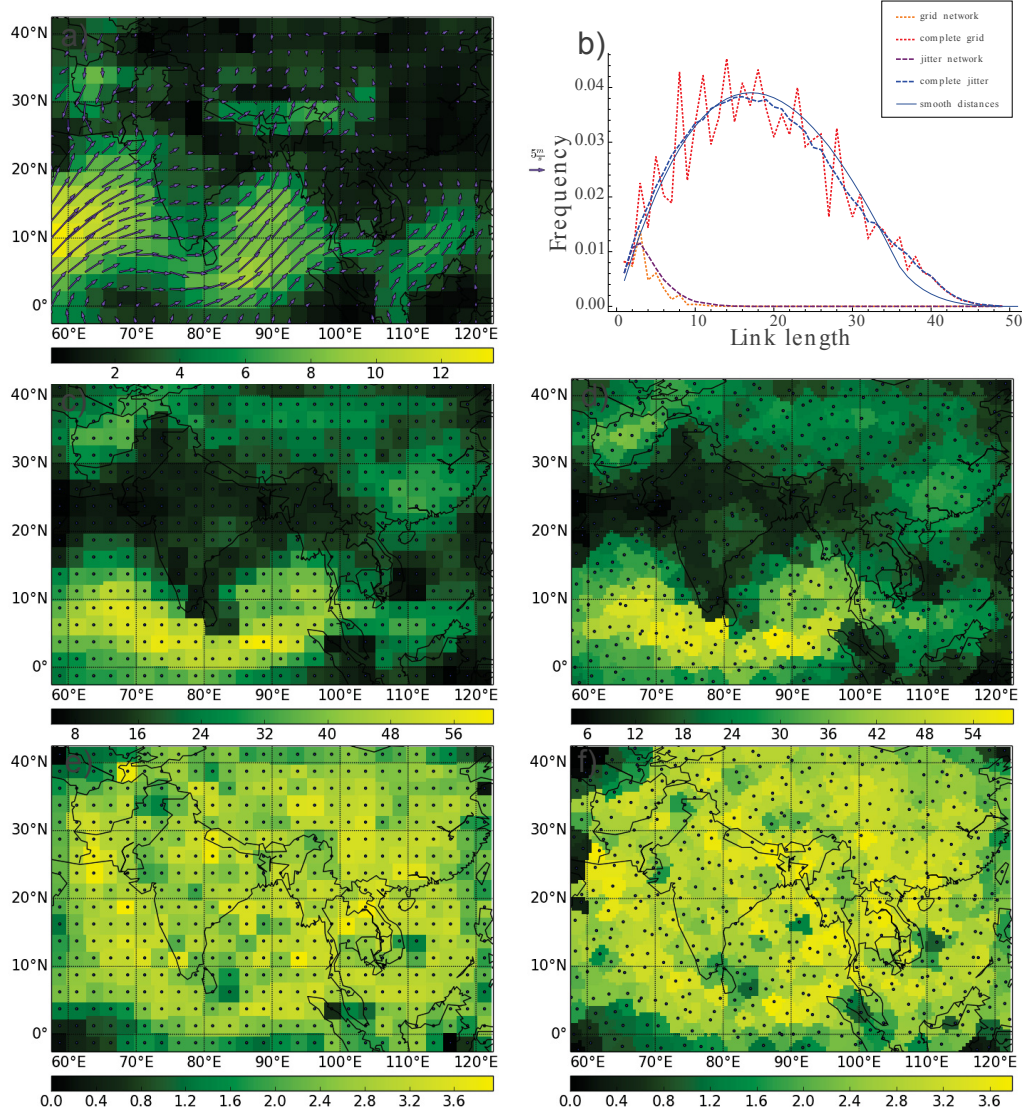 a
40°N
30°N
20°N
10°N
0°
60°E 70°E 80°E 90°E 100°E 110°E 120°E
2 4 6 8 10 12
5 m/s
b)
grid network
complete grid
jitter network
complete jitter
smooth distances
Frequency
0.04
0.03
0.02
0.01
0.00
0 10 20 30 40 50
Link length
40°N
30°N
20°N
10°N
0°
60°E 70°E 80°E 90°E 100°E 110°E 120°E
8 16 24 32 40 48 56
40°N
30°N
20°N
10°N
0°
60°E 70°E 80°E 90°E 100°E 110°E 120°E
6 12 18 24 30 36 42 48 54
e)
40°N
30°N
20°N
10°N
0°
60°E 70°E 80°E 90°E 100°E 110°E 120°E
0.0 0.4 0.8 1.2 1.6 2.0 2.4 2.8 3.2 3.6
f)
40°N
30°N
20°N
10°N
0°
60°E 70°E 80°E 90°E 100°E 110°E 120°E
0.0 0.4 0.8 1.2 1.6 2.0 2.4 2.8 3.2 3.6